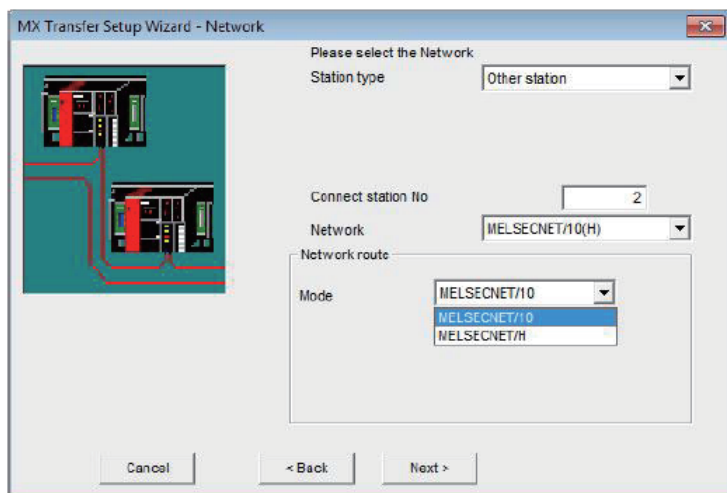 MX Transfer Setup Wizard - Network
Please select the Network
Station type
Other station
Connect station No
2
Network
MELSECNET/10(H)
Network route
Mode
MELSECNET/10
MELSECNET/10
MELSECNET/H
Cancel
< Back
Next >